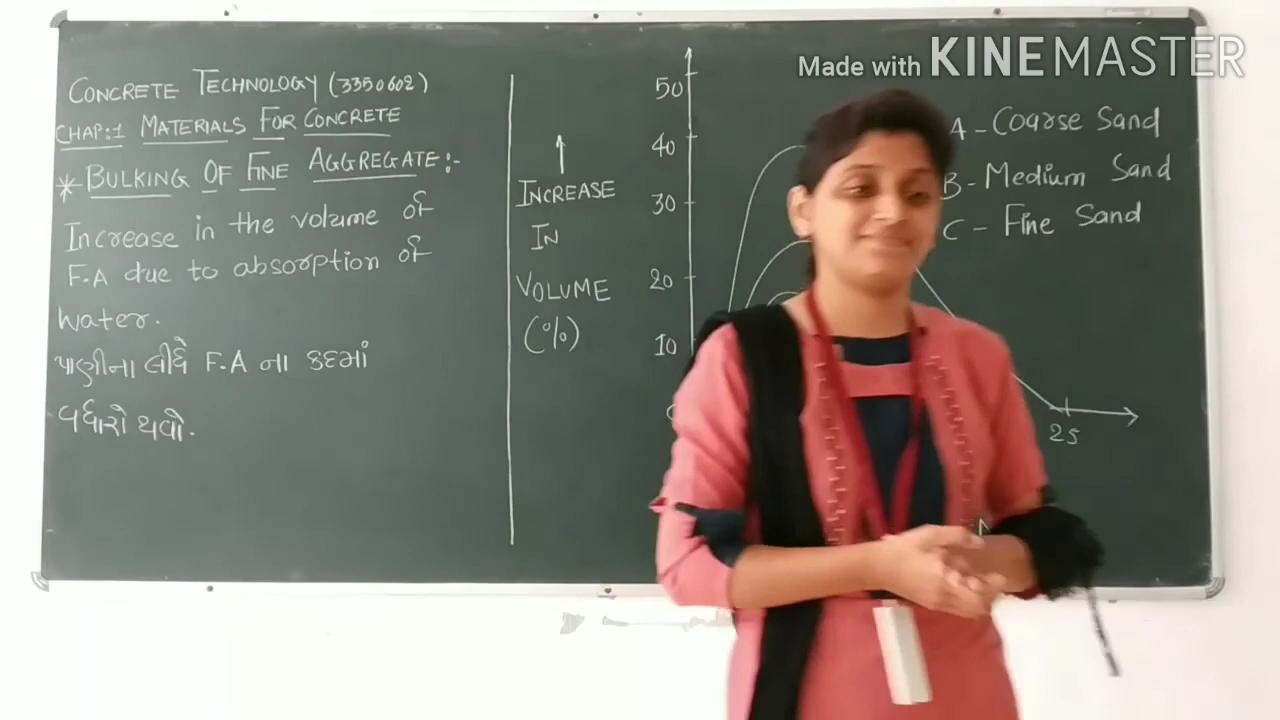 CONCRETE TECHNOLOGY (3350602)
CHAP:1 MATERIALS FOR CONCRETE
* BULKING OF FINE AGGREGATE:-
Increase in the volume of
F.A due to absorption of
water.
પાણીના લીધે F.A ના કદમાં
વધારો થવો.
INCREASE
IN
VOLUME
(%)
50
40
30
20
10
25
A - Coarse Sand
B - Medium Sand
C - Fine Sand
Made with KINEMASTER